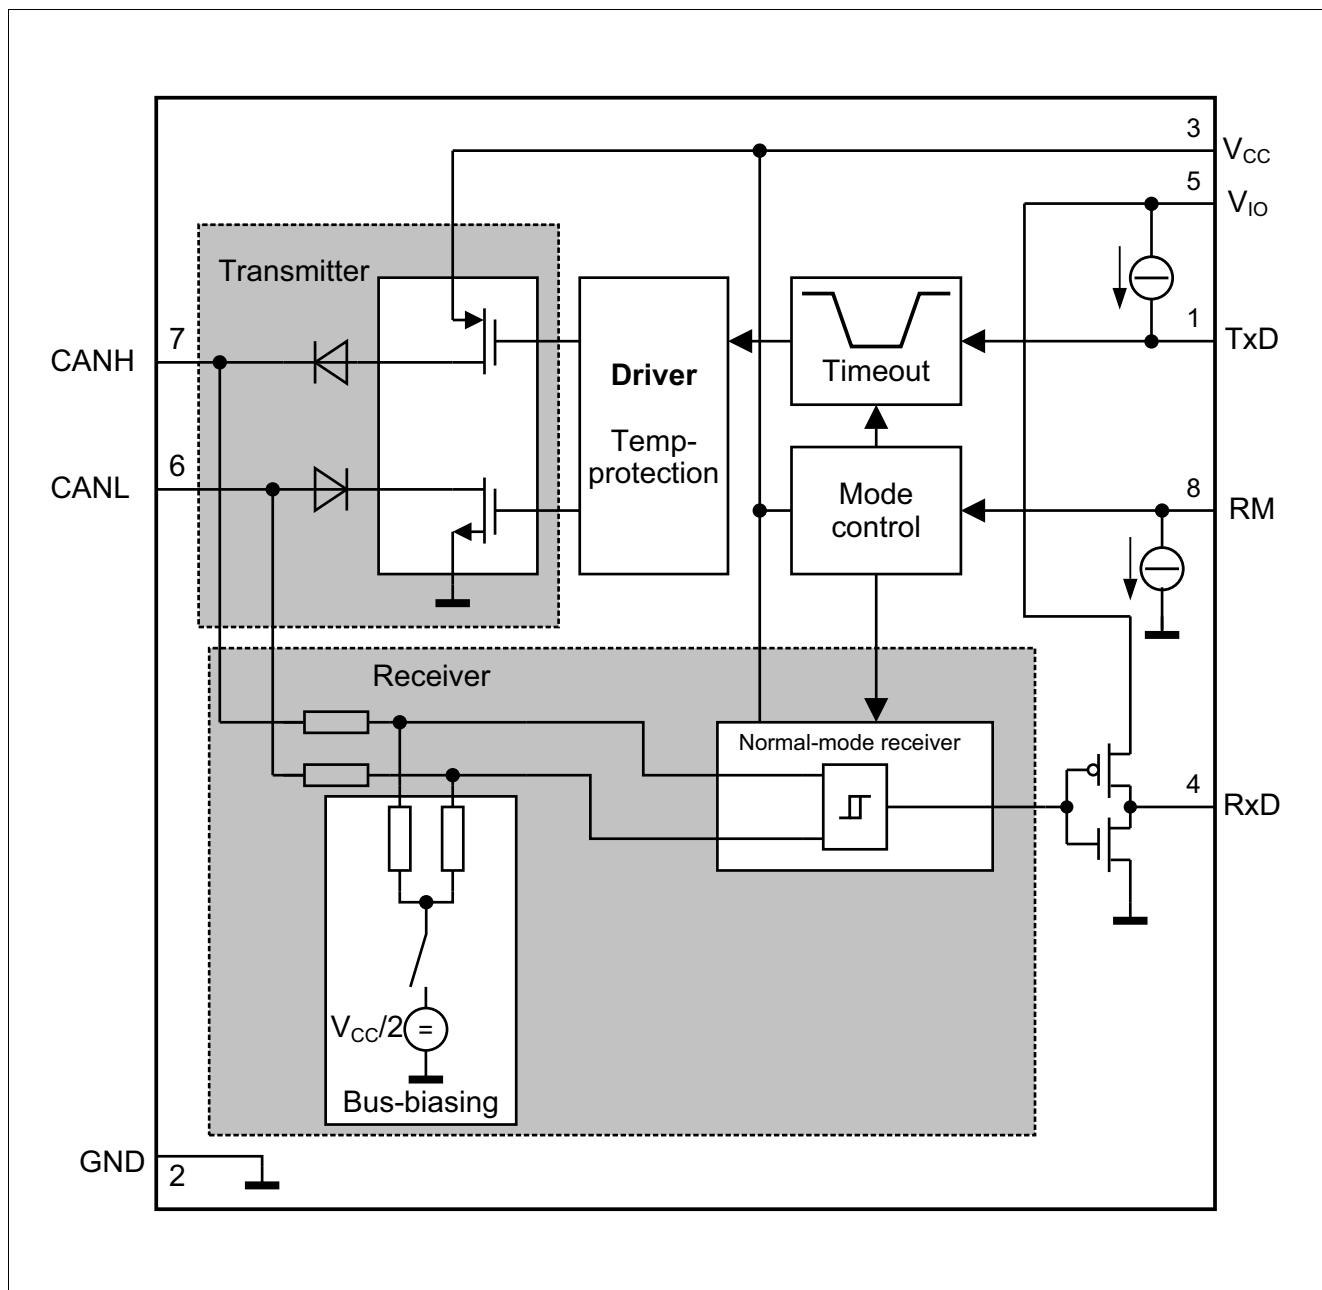 3
VCC
5
VIO
Transmitter
1
TxD
7
CANH
Timeout
Driver
Temp-
protection
6
CANL
Mode
control
8
RM
Receiver
Normal-mode receiver
4
RxD
VCC/2
=
Bus-biasing
GND
2